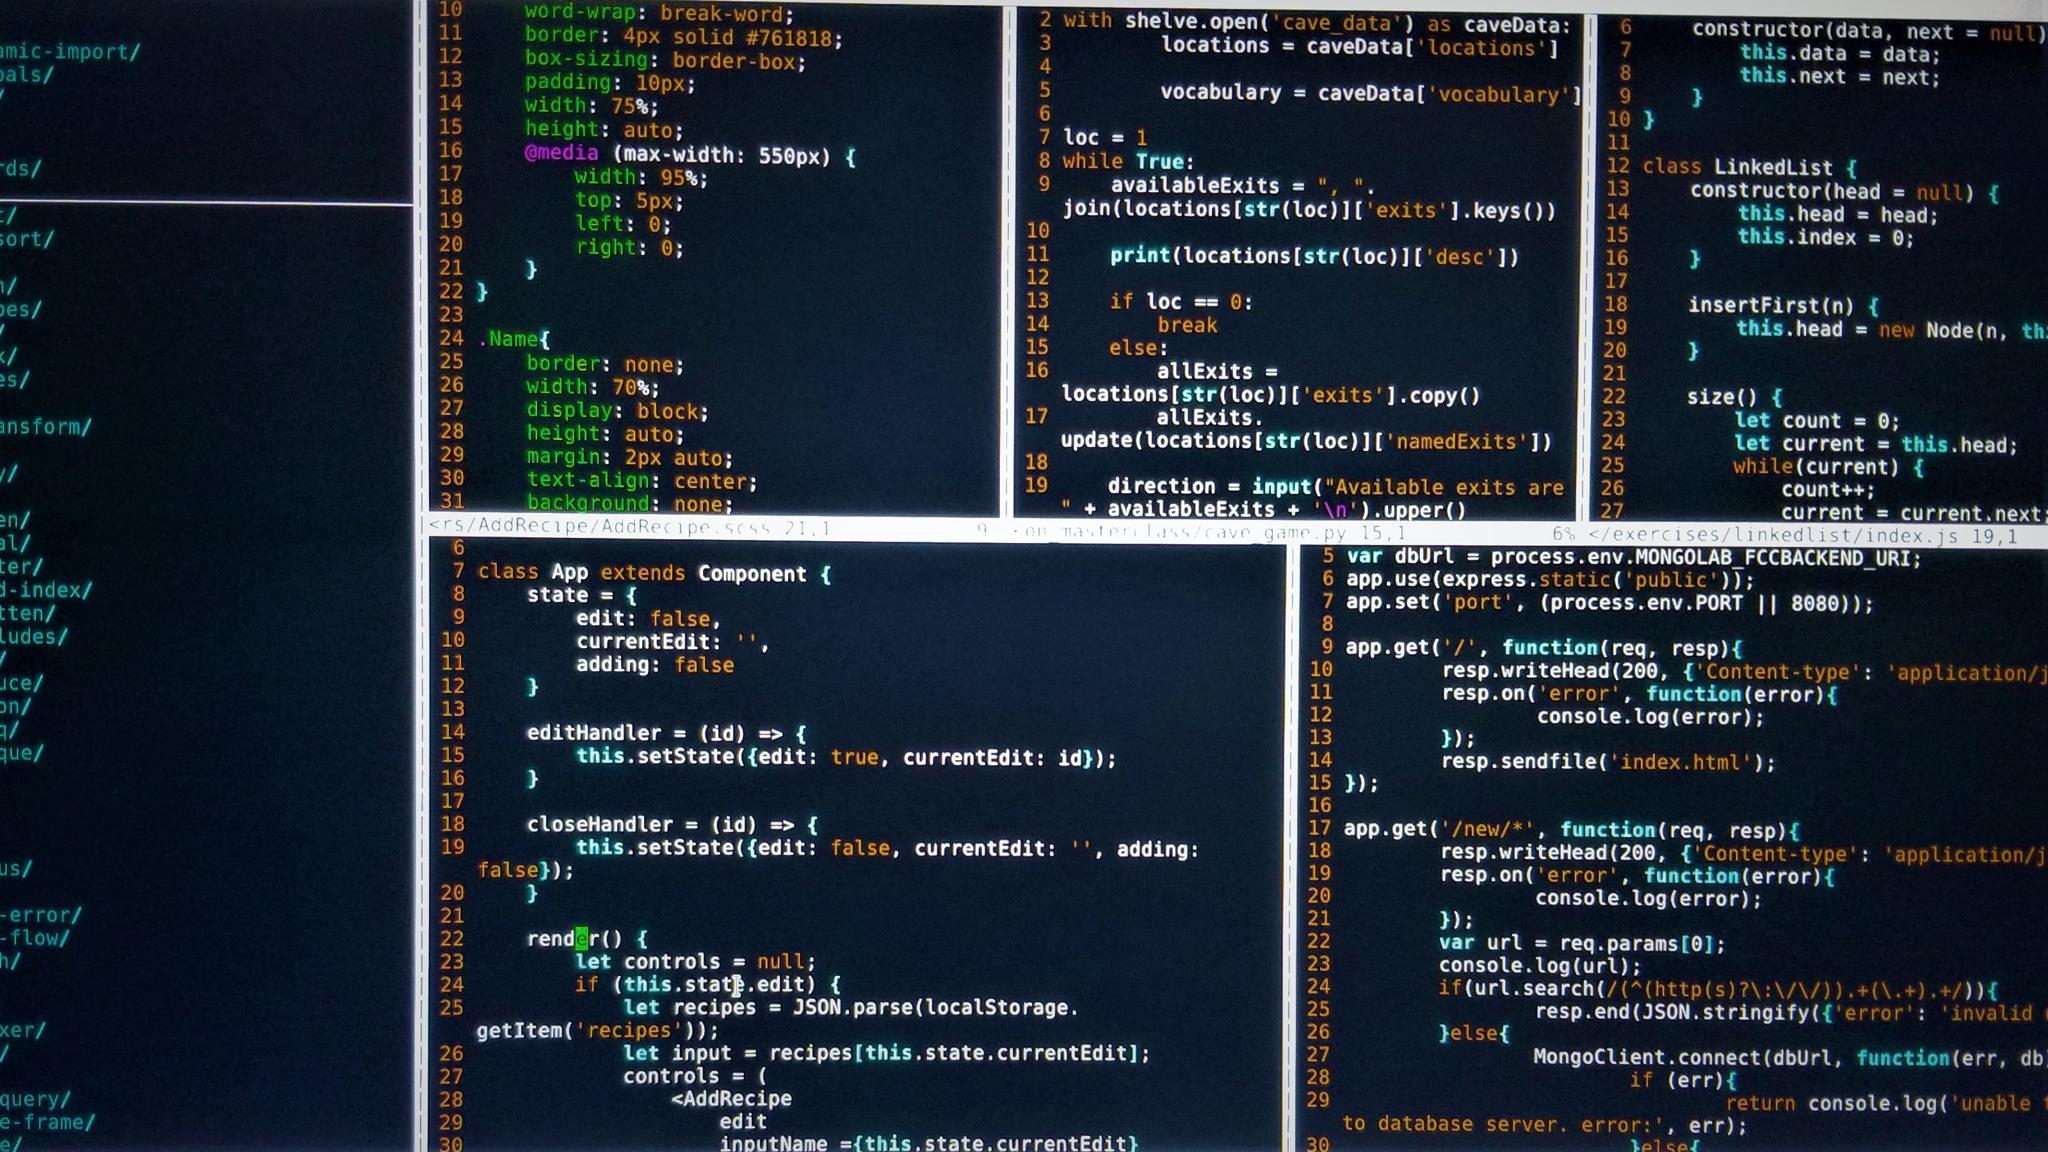 amic-import/
oals/
/
rds/
t/
sort/
n/
pes/
/
x/
es/
ansform/
y/
en/
al/
ter/
d-index/
tten/
ludes/
/
uce/
on/
q/
que/
us/
-error/
-flow/
h/
xer/
/
query/
e-frame/
e/
10 word-wrap: break-word;
11 border: 4px solid #761818;
12 box-sizing: border-box;
13 padding: 10px;
14 width: 75%;
15 height: auto;
16 @media (max-width: 550px) {
17 width: 95%;
18 top: 5px;
19 left: 0;
20 right: 0;
21 }
22 }
23
24 .Name{
25 border: none;
26 width: 70%;
27 display: block;
28 height: auto;
29 margin: 2px auto;
30 text-align: center;
31 background: none;
<rs/AddRecipe/AddRecipe.scss 21,1 9
2 with shelve.open('cave_data') as caveData:
3 locations = caveData['locations']
4
5 vocabulary = caveData['vocabulary']
6
7 loc = 1
8 while True:
9 availableExits = ", ".
join(locations[str(loc)]['exits'].keys())
10
11 print(locations[str(loc)]['desc'])
12
13 if loc == 0:
14 break
15 else:
16 allExits =
locations[str(loc)]['exits'].copy()
17 allExits.
update(locations[str(loc)]['namedExits'])
18
19 direction = input("Available exits are
" + availableExits + '\n').upper()
<on_masterclass/cave_game.py 15,1 6%
6 constructor(data, next = null)
7 this.data = data;
8 this.next = next;
9 }
10 }
11
12 class LinkedList {
13 constructor(head = null) {
14 this.head = head;
15 this.index = 0;
16 }
17
18 insertFirst(n) {
19 this.head = new Node(n, th
20 }
21
22 size() {
23 let count = 0;
24 let current = this.head;
25 while(current) {
26 count++;
27 current = current.next;
</exercises/linkedlist/index.js 19,1
6
7 class App extends Component {
8 state = {
9 edit: false,
10 currentEdit: '',
11 adding: false
12 }
13
14 editHandler = (id) => {
15 this.setState({edit: true, currentEdit: id});
16 }
17
18 closeHandler = (id) => {
19 this.setState({edit: false, currentEdit: '', adding:
false});
20 }
21
22 render() {
23 let controls = null;
24 if (this.state.edit) {
25 let recipes = JSON.parse(localStorage.
getItem('recipes'));
26 let input = recipes[this.state.currentEdit];
27 controls = (
28 <AddRecipe
29 edit
30 inputName ={this.state.currentEdit}
5 var dbUrl = process.env.MONGOLAB_FCCBACKEND_URI;
6 app.use(express.static('public'));
7 app.set('port', (process.env.PORT || 8080));
8
9 app.get('/', function(req, resp){
10 resp.writeHead(200, {'Content-type': 'application/j
11 resp.on('error', function(error){
12 console.log(error);
13 });
14 resp.sendfile('index.html');
15 });
16
17 app.get('/new/*', function(req, resp){
18 resp.writeHead(200, {'Content-type': 'application/j
19 resp.on('error', function(error){
20 console.log(error);
21 });
22 var url = req.params[0];
23 console.log(url);
24 if(url.search(/(^(http(s)?\:\/\/)).+(\.+).+/)){
25 resp.end(JSON.stringify({'error': 'invalid
26 }else{
27 MongoClient.connect(dbUrl, function(err, db
28 if (err){
29 return console.log('unable t
to database server. error:', err);
30 }else{